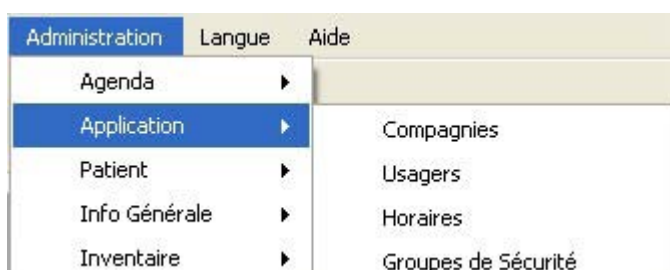 Administration Langue Aide
Agenda
Application
Compagnies
Patient
Usagers
Info Générale
Horaires
Inventaire
Groupes de Sécurité